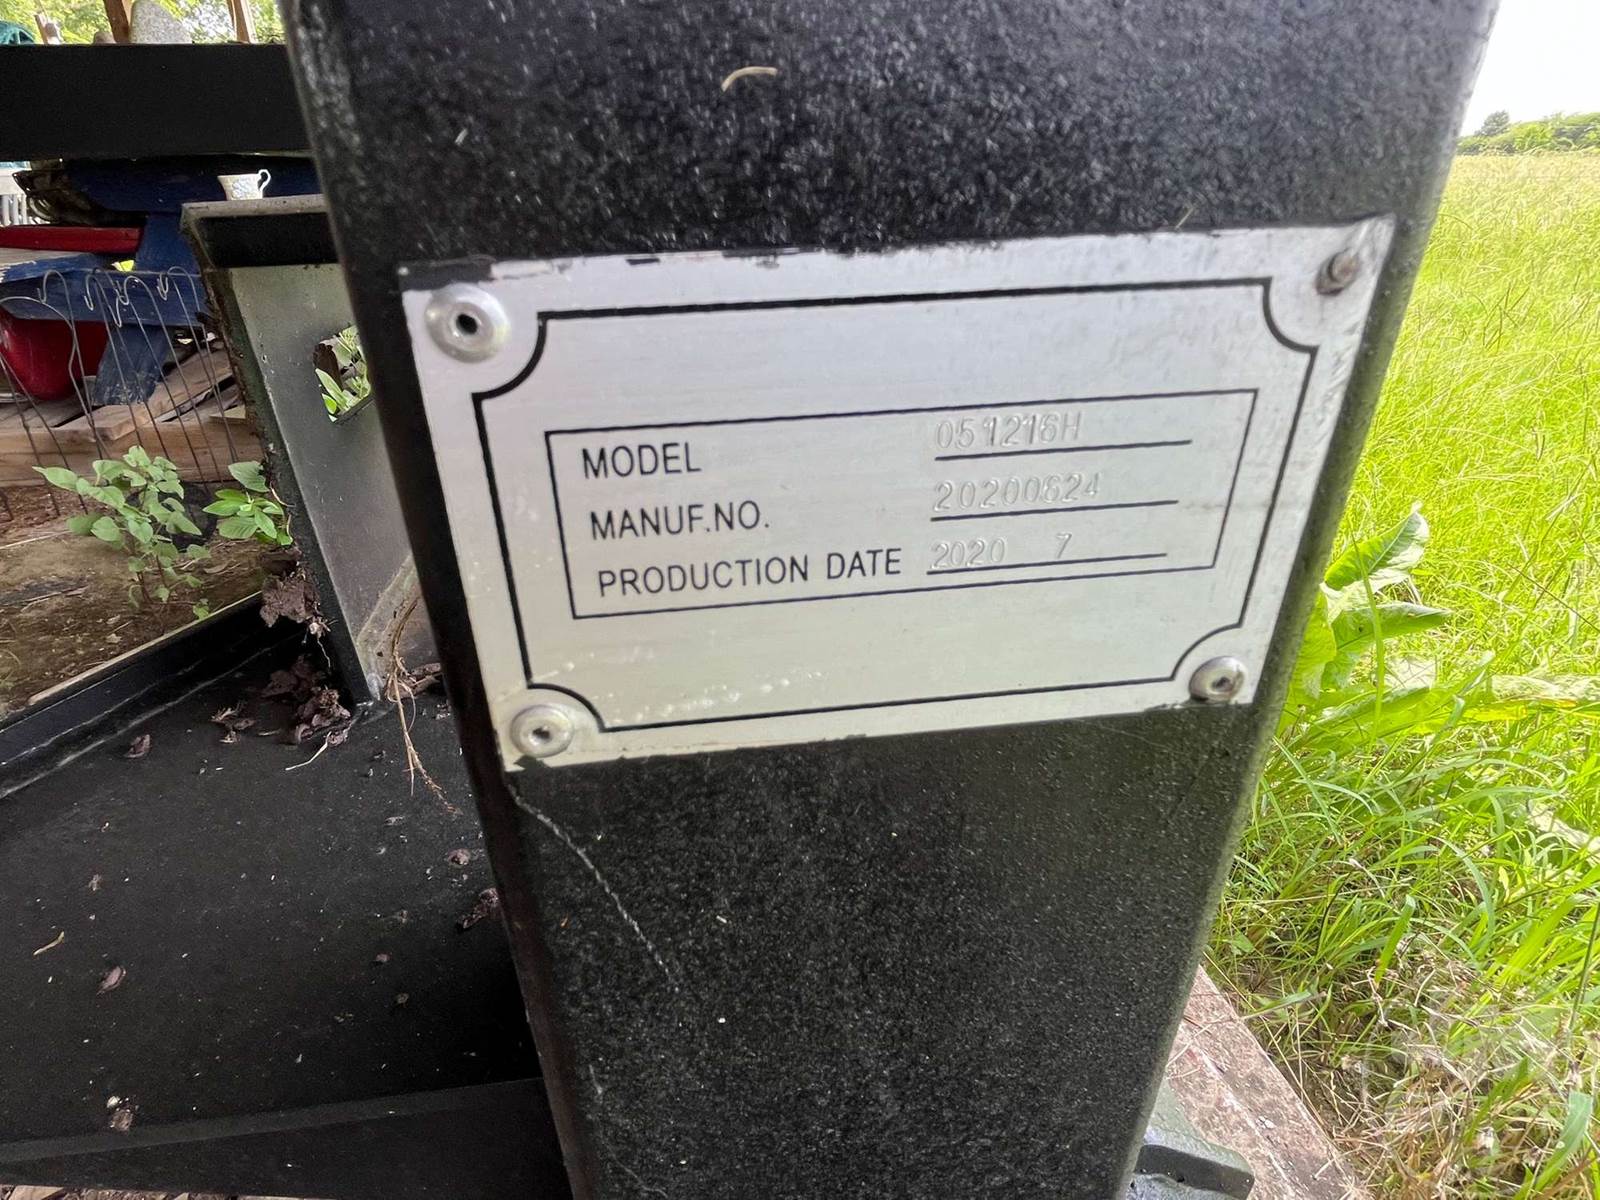 MODEL 051216H
MANUF.NO. 20200624
PRODUCTION DATE 2020 7